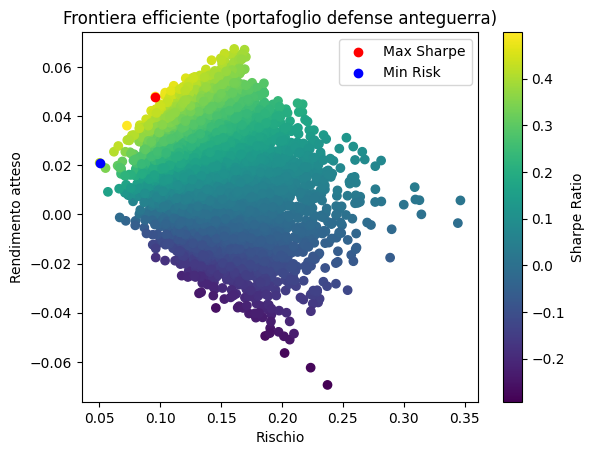 Frontiera efficiente (portafoglio defense anteguerra)
Max Sharpe
Min Risk
Rendimento atteso
0.06
0.04
0.02
0.00
−0.02
−0.04
−0.06
0.05 0.10 0.15 0.20 0.25 0.30 0.35
Rischio
0.4
0.3
0.2
0.1
0.0
−0.1
−0.2
Sharpe Ratio